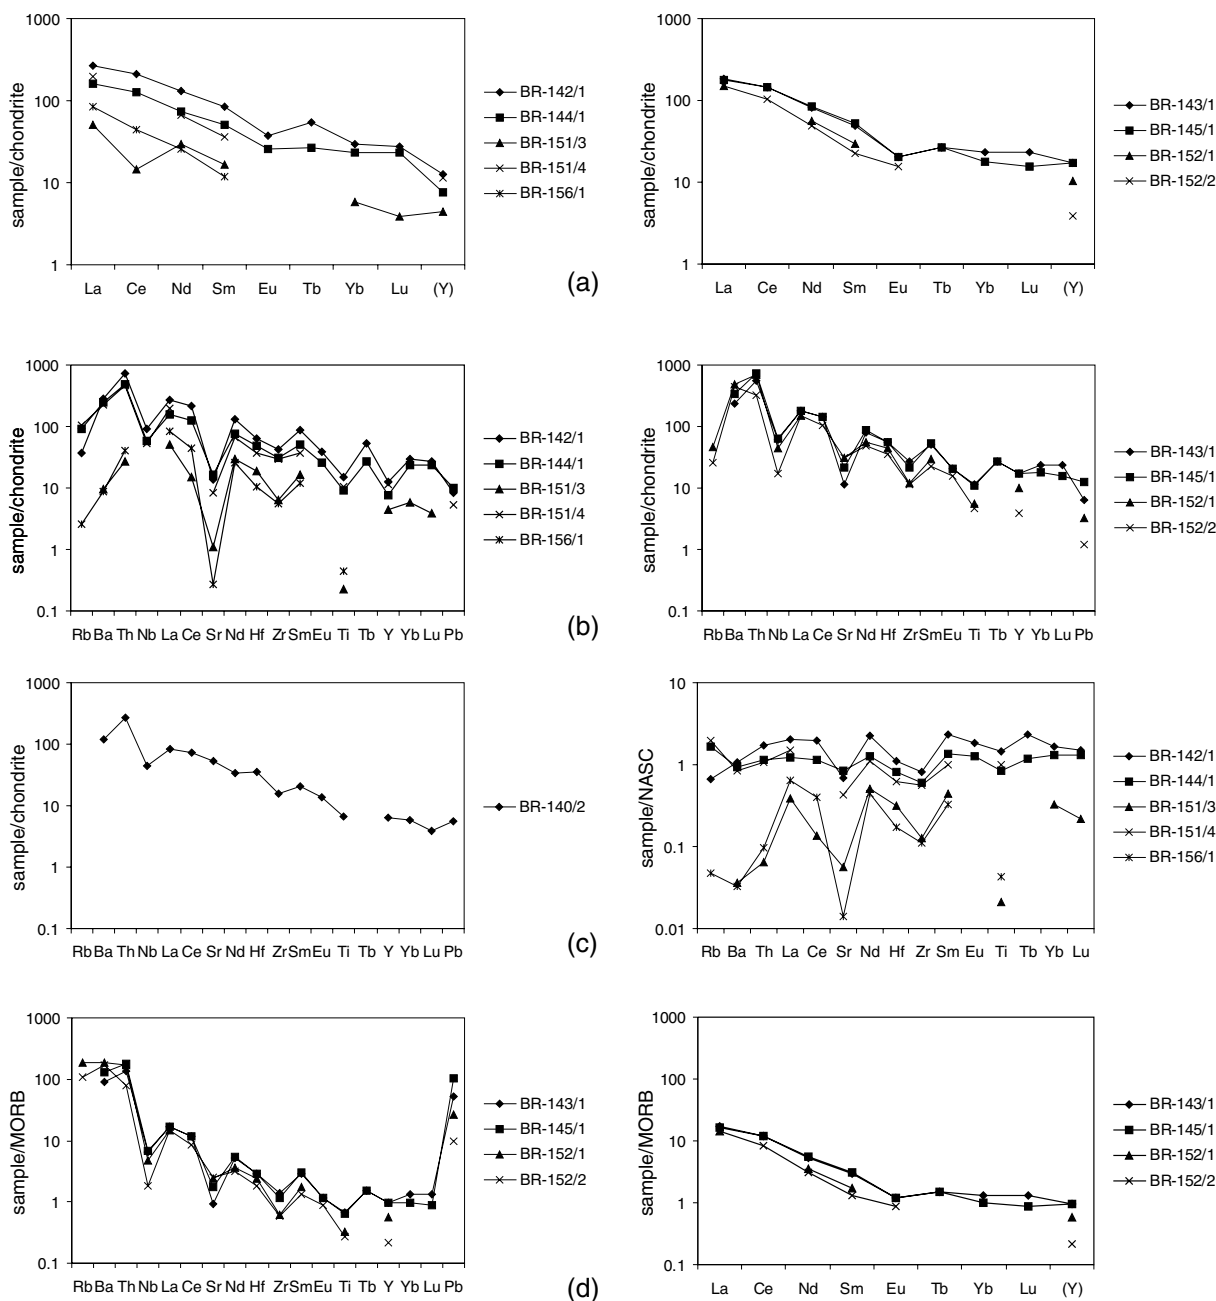 1000
100
10
1
sample/chondrite
La Ce Nd Sm Eu Tb Yb Lu (Y)
BR-142/1
BR-144/1
BR-151/3
BR-151/4
BR-156/1
1000
100
10
1
sample/chondrite
La Ce Nd Sm Eu Tb Yb Lu (Y)
BR-143/1
BR-145/1
BR-152/1
BR-152/2
(a)
1000
100
10
1
0.1
sample/chondrite
Rb Ba Th Nb La Ce Sr Nd Hf Zr Sm Eu Ti Tb Y Yb Lu Pb
BR-142/1
BR-144/1
BR-151/3
BR-151/4
BR-156/1
1000
100
10
1
0.1
sample/chondrite
Rb Ba Th Nb La Ce Sr Nd Hf Zr Sm Eu Ti Tb Y Yb Lu Pb
BR-143/1
BR-145/1
BR-152/1
BR-152/2
(b)
1000
100
10
1
0.1
sample/chondrite
Rb Ba Th Nb La Ce Sr Nd Hf Zr Sm Eu Ti Tb Y Yb Lu Pb
BR-140/2
10
1
0.1
0.01
sample/NASC
Rb Ba Th La Ce Sr Nd Hf Zr Sm Eu Ti Tb Yb Lu
BR-142/1
BR-144/1
BR-151/3
BR-151/4
BR-156/1
(c)
1000
100
10
1
0.1
sample/MORB
Rb Ba Th Nb La Ce Sr Nd Hf Zr Sm Eu Ti Tb Y Yb Lu Pb
BR-143/1
BR-145/1
BR-152/1
BR-152/2
1000
100
10
1
0.1
sample/MORB
La Ce Nd Sm Eu Tb Yb Lu (Y)
BR-143/1
BR-145/1
BR-152/1
BR-152/2
(d)